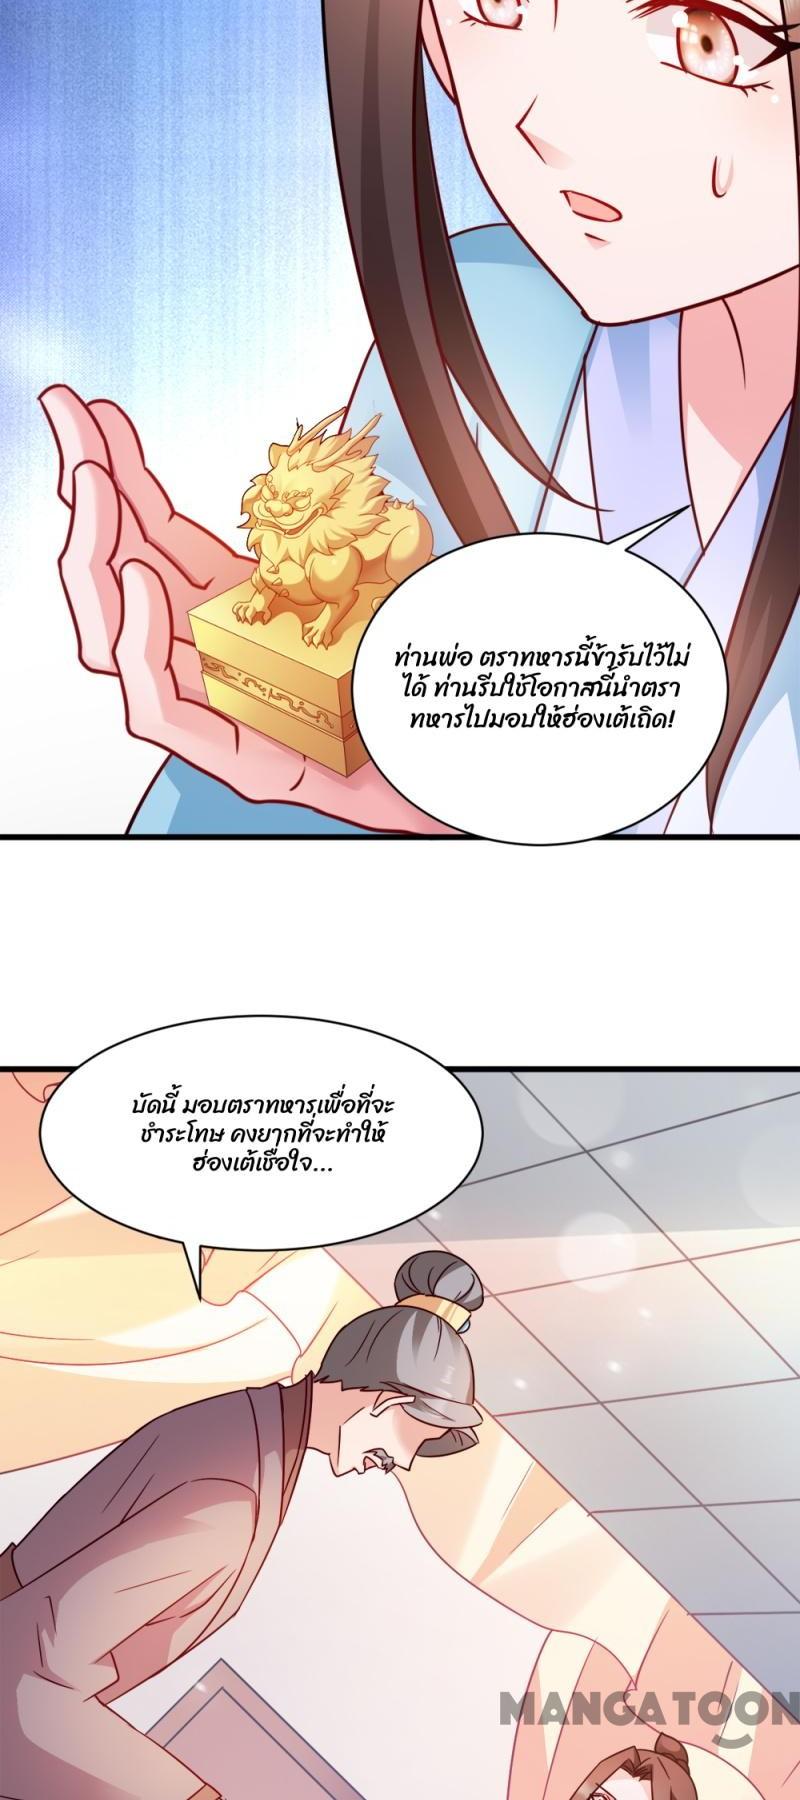 ท่านพ่อ ตราทหารนี้ข้ารับไว้ไม่
ได้ ท่านรีบใช้โอกาสนี้นำตรา
ทหารไปมอบให้ฮ่องเต้เถิด!
บัดนี้ มอบตราทหารเพื่อที่จะ
ชำระโทษ คงยากที่จะทำให้
ฮ่องเต้เชื่อใจ...
MANGATOON